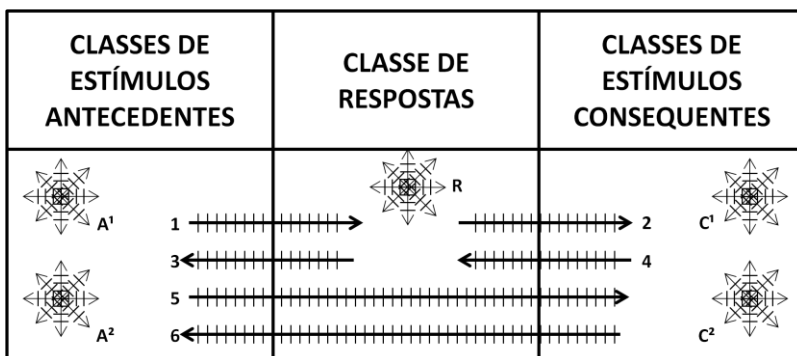 CLASSES DE
ESTÍMULOS
ANTECEDENTES
CLASSE DE
RESPOSTAS
CLASSES DE
ESTÍMULOS
CONSEQUENTES
R
A¹
1
2
C¹
3
4
5
A²
6
C²